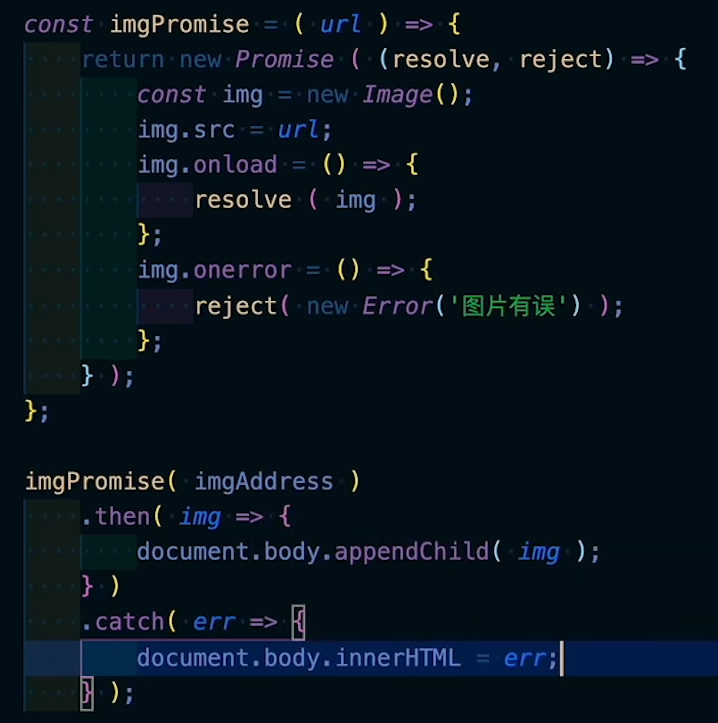 const imgPromise = ( url ) => {
return new Promise ( (resolve, reject) => {
const img = new Image();
img.src = url;
img.onload = () => {
resolve ( img );
};
img.onerror = () => {
reject( new Error('图片有误') );
};
} );
};
imgPromise( imgAddress )
.then( img => {
document.body.appendChild( img );
} )
.catch( err => {
document.body.innerHTML = err;
} );